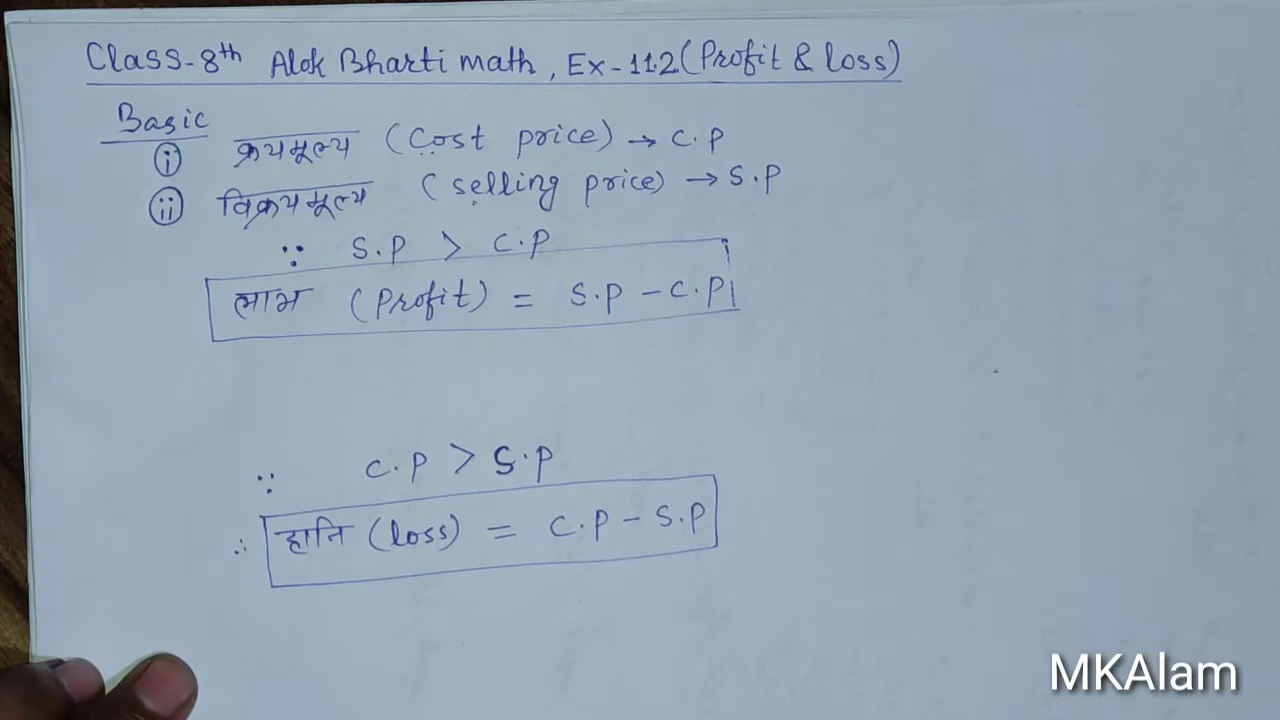 Class-8th Alok Bharti math, Ex-11.2 (Profit & loss)
Basic
(i) क्रयमूल्य (Cost price) → C.P
(ii) विक्रयमूल्य (selling price) → S.P
∵ S.P > C.P
लाभ (Profit) = S.P - C.P
∵ C.P > S.P
∴ हानि (loss) = C.P - S.P
MKAlam